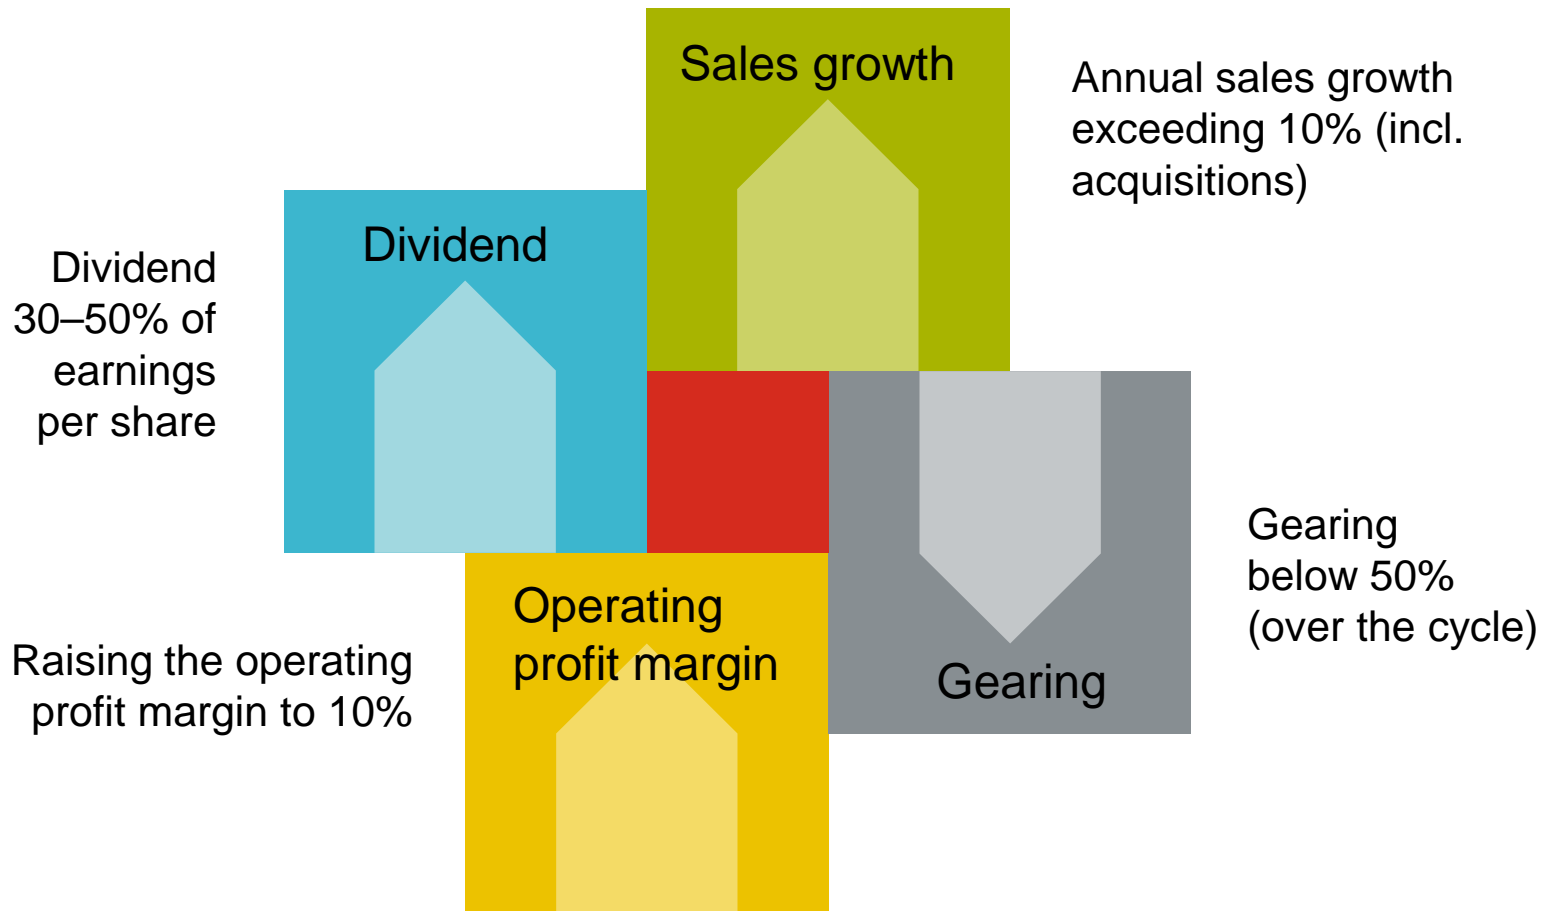 Sales growth
Annual sales growth
exceeding 10% (incl.
acquisitions)
Dividend
Dividend
30–50% of
earnings
per share
Gearing
below 50%
(over the cycle)
Gearing
Operating
profit margin
Raising the operating
profit margin to 10%